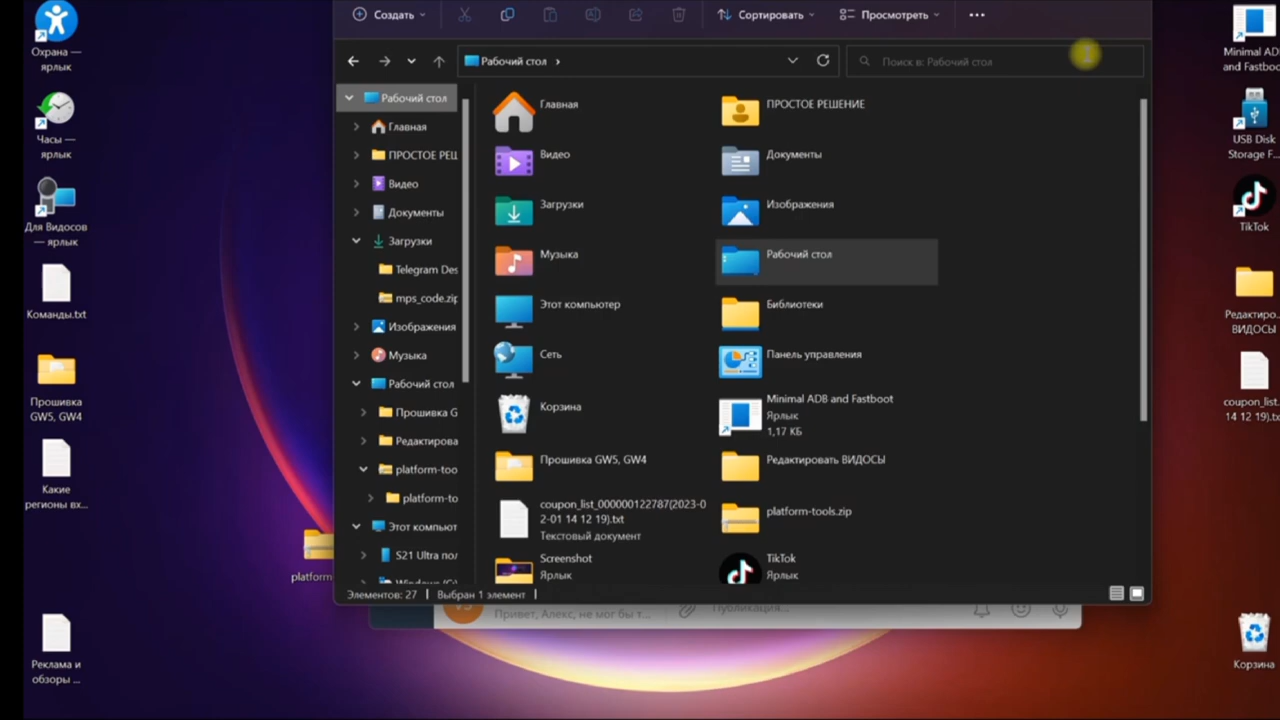 Создать
Сортировать
Просмотреть
Рабочий стол
Поиск в: Рабочий стол
Охрана —
ярлык
Часы —
ярлык
Для Видосов
— ярлык
Команды.txt
Прошивка
GW5, GW4
Какие
регионы вх...
Реклама и
обзоры ...
platform
Рабочий стол
Главная
ПРОСТОЕ РЕШ
Видео
Документы
Загрузки
Telegram Des
mps_code.zip
Изображения
Музыка
Рабочий стол
Прошивка G
Редактирова
platform-too
platform-to
Этот компьют
S21 Ultra пол
Windows (C:)
Главная
ПРОСТОЕ РЕШЕНИЕ
Видео
Документы
Загрузки
Изображения
Музыка
Рабочий стол
Этот компьютер
Библиотеки
Сеть
Панель управления
Корзина
Minimal ADB and Fastboot
Ярлык
1,17 КБ
Прошивка GW5, GW4
Редактировать ВИДОСЫ
coupon_list_000000122787(2023-0
2-01 14 12 19).txt
Текстовый документ
platform-tools.zip
Screenshot
Ярлык
TikTok
Ярлык
Элементов: 27
Выбран 1 элемент
Привет, Алекс, не мог бы т...
Публикация...
Minimal AD
and Fastboo
USB Disk
Storage F...
TikTok
Редактиро...
ВИДОСЫ
coupon_list.
14 12 19).tx
Корзина